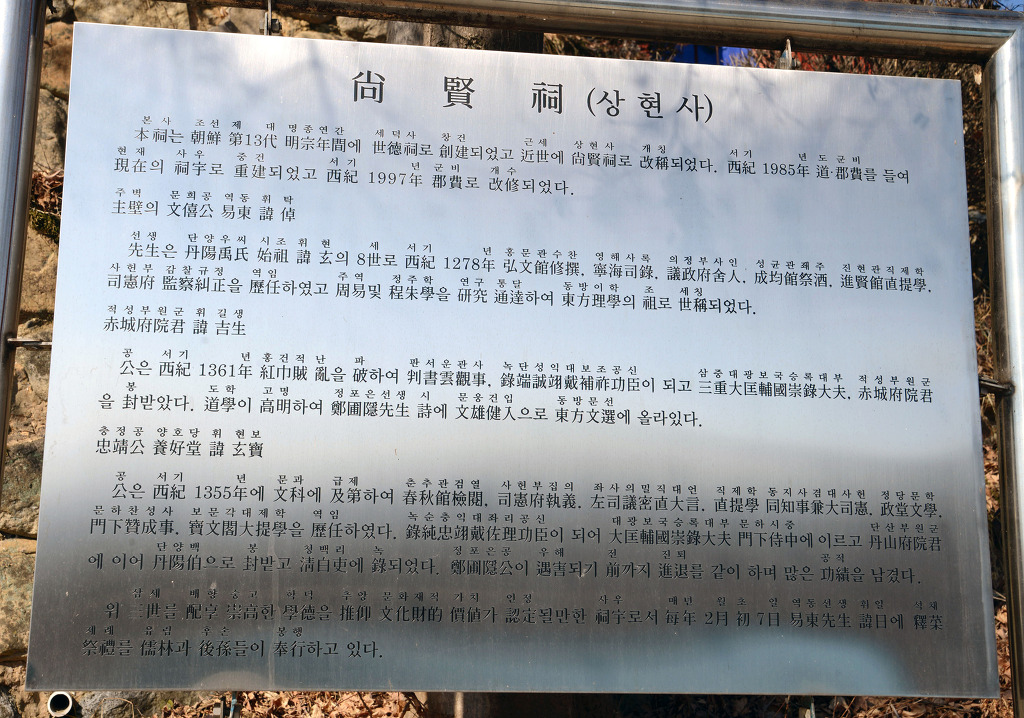 尙賢祠 (상현사)
본사 조선 제 대 명종연간 세덕사 창건 근세 상현사 개칭 서기 년 도군비
本祠는 朝鮮 第13代 明宗年間에 世德祠로 創建되었고 近世에 尙賢祠로 改稱되었다. 西紀 1985年 道·郡費를 들여
현재 사우 중건 서기 년 군비 개수
現在의 祠宇로 重建되었고 西紀 1997年 郡費로 改修되었다.
주벽 문희공 역동 휘 탁
主壁의 文僖公 易東 諱 倬
선생 단양우씨 시조 휘 현 세 서기 년 홍문관수찬 영해사록 의정부사인 성균관좨주 진현관직제학
先生은 丹陽禹氏 始祖 諱 玄의 8世로 西紀 1278年 弘文館修撰, 寧海司錄, 議政府舍人, 成均館祭酒, 進賢館直提學,
사헌부 감찰규정 역임 주역 정주학 연구 통달 동방이학 조 세칭
司憲府 監察糾正을 歷任하였고 周易및 程朱學을 硏究 通達하여 東方理學의 祖로 世稱되었다.
적성부원군 휘 길생
赤城府院君 諱 吉生
공 서기 년 홍건적 난 파 판서운관사 녹단성익대보조공신 삼중대광보국숭록대부 적성부원군
公은 西紀 1361年 紅巾賊 亂을 破하여 判書雲觀事, 錄端誠翊戴補祚功臣이 되고 三重大匡輔國崇錄大夫, 赤城府院君
봉 도학 고명 정포은선생 시 문웅건입 동방문선
을 封받았다. 道學이 高明하여 鄭圃隱先生 詩에 文雄健入으로 東方文選에 올라있다.
충정공 양호당 휘 현보
忠靖公 養好堂 諱 玄寶
공 서기 년 문과 급제 춘추관검열 사헌부집의 좌사의밀직대언 직제학 동지사겸대사헌 정당문학
公은 西紀 1355年에 文科에 及第하여 春秋館檢閱, 司憲府執義, 左司議密直大言, 直提學 同知事兼大司憲, 政堂文學,
문하찬성사 보문각대제학 역임 녹순충익대좌리공신 대광보국숭록대부 문하시중 단산부원군
門下贊成事, 寶文閣大提學을 歷任하였다. 錄純忠翊戴佐理功臣이 되어 大匡輔國崇錄大夫 門下侍中에 이르고 丹山府院君
단양백 봉 청백리 녹 정포은공 우해 전 진퇴 공적
에 이어 丹陽伯으로 封받고 淸白吏에 錄되었다. 鄭圃隱公이 遇害되기 前까지 進退를 같이 하며 많은 功績을 남겼다.
삼세 배향 숭고 학덕 추앙 문화재적 가치 인정 사우 매년 월 초 일 역동선생 휘일 석채
위 三世를 配享 崇高한 學德을 推仰 文化財的 價値가 認定될만한 祠宇로서 每年 2月 初 7日 易東先生 諱日에 釋菜
제례 유림 후손 봉행
祭禮를 儒林과 後孫들이 奉行하고 있다.